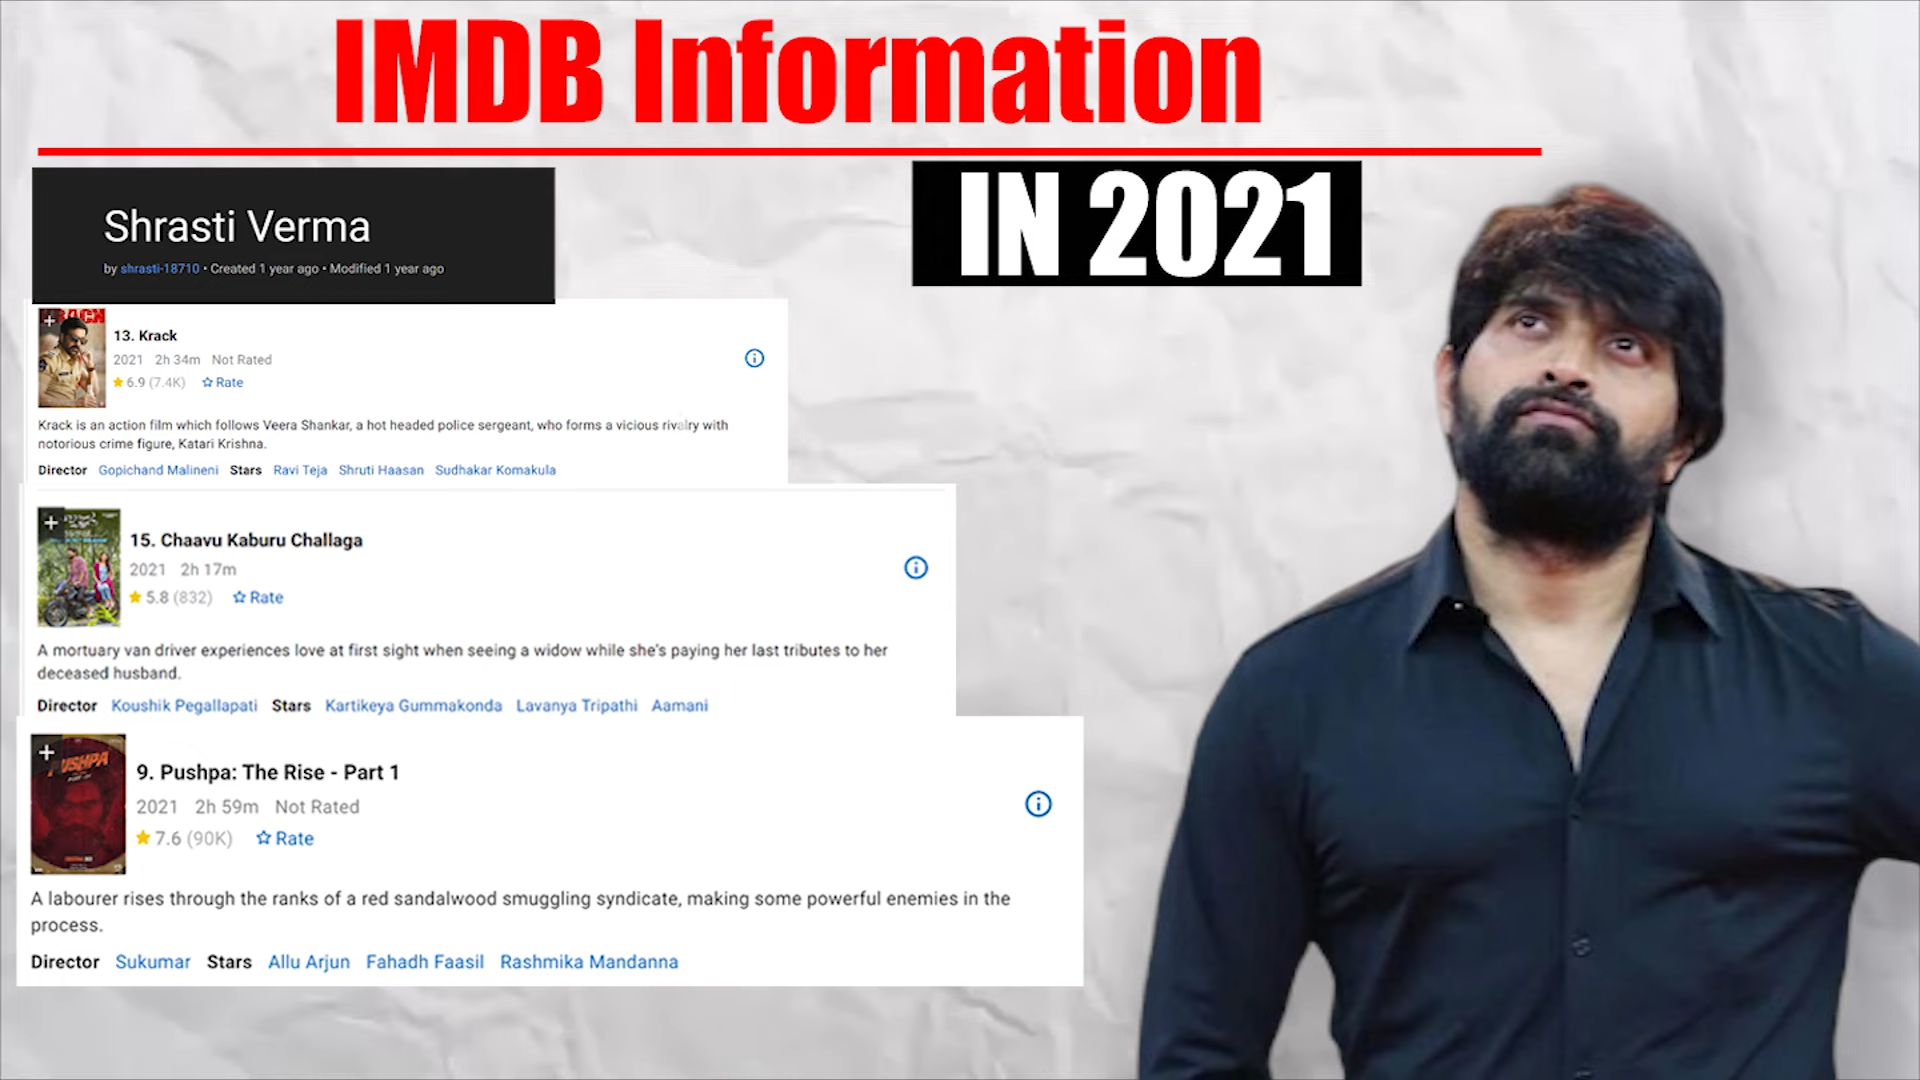 IMDB Information
IN 2021
Shrasti Verma
by shrasti-18710 • Created 1 year ago • Modified 1 year ago
KRACK
13. Krack
2021 2h 34m Not Rated
6.9 (7.4K) Rate
Krack is an action film which follows Veera Shankar, a hot headed police sergeant, who forms a vicious rivalry with
notorious crime figure, Katari Krishna.
Director Gopichand Malineni Stars Ravi Teja Shruti Haasan Sudhakar Komakula
15. Chaavu Kaburu Challaga
2021 2h 17m
5.8 (832) Rate
A mortuary van driver experiences love at first sight when seeing a widow while she's paying her last tributes to her
deceased husband.
Director Koushik Pegallapati Stars Kartikeya Gummakonda Lavanya Tripathi Aamani
PUSHPA
9. Pushpa: The Rise - Part 1
2021 2h 59m Not Rated
7.6 (90K) Rate
A labourer rises through the ranks of a red sandalwood smuggling syndicate, making some powerful enemies in the
process.
Director Sukumar Stars Allu Arjun Fahadh Faasil Rashmika Mandanna